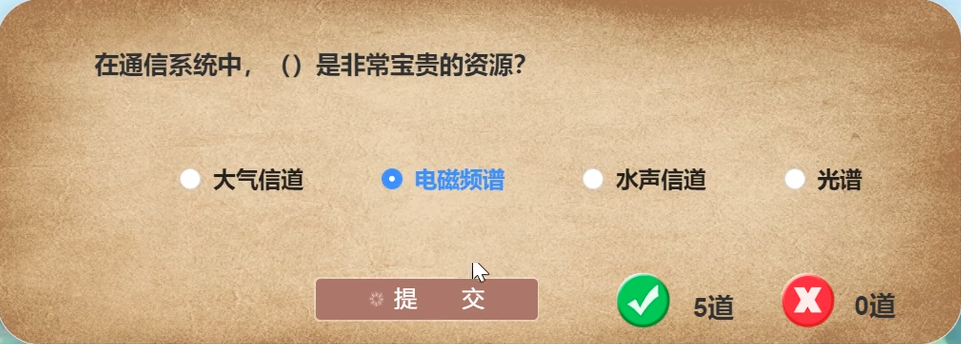 在通信系统中，（）是非常宝贵的资源？
大气信道 电磁频谱 水声信道 光谱
提 交 5道 0道